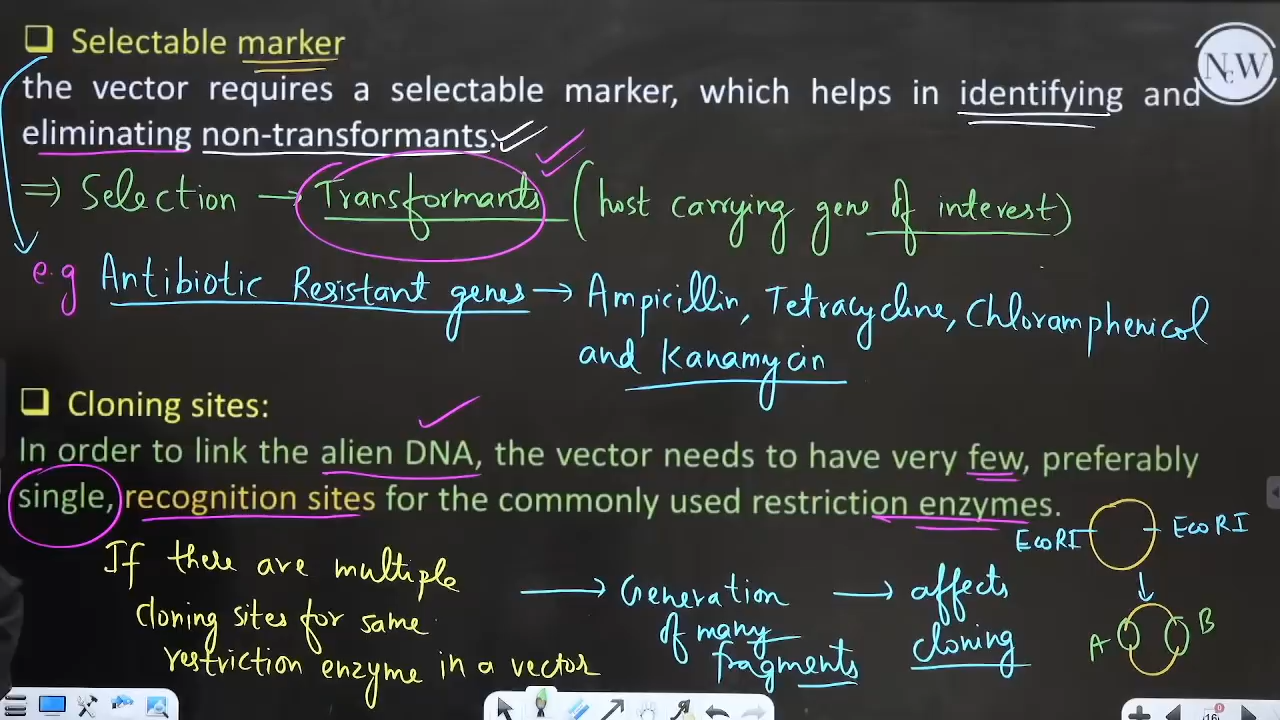 ❑ Selectable marker
NcW
the vector requires a selectable marker, which helps in identifying and
eliminating non-transformants.
⇒ Selection → Transformants (host carrying gene of interest)
e.g Antibiotic Resistant genes → Ampicillin, Tetracycline, Chloramphenicol
and Kanamycin
❑ Cloning sites:
In order to link the alien DNA, the vector needs to have very few, preferably
single, recognition sites for the commonly used restriction enzymes.
EcoRI EcoRI
If there are multiple
cloning sites for same
restriction enzyme in a vector
→ Generation
of many
fragments
→ affects
cloning
A B
16